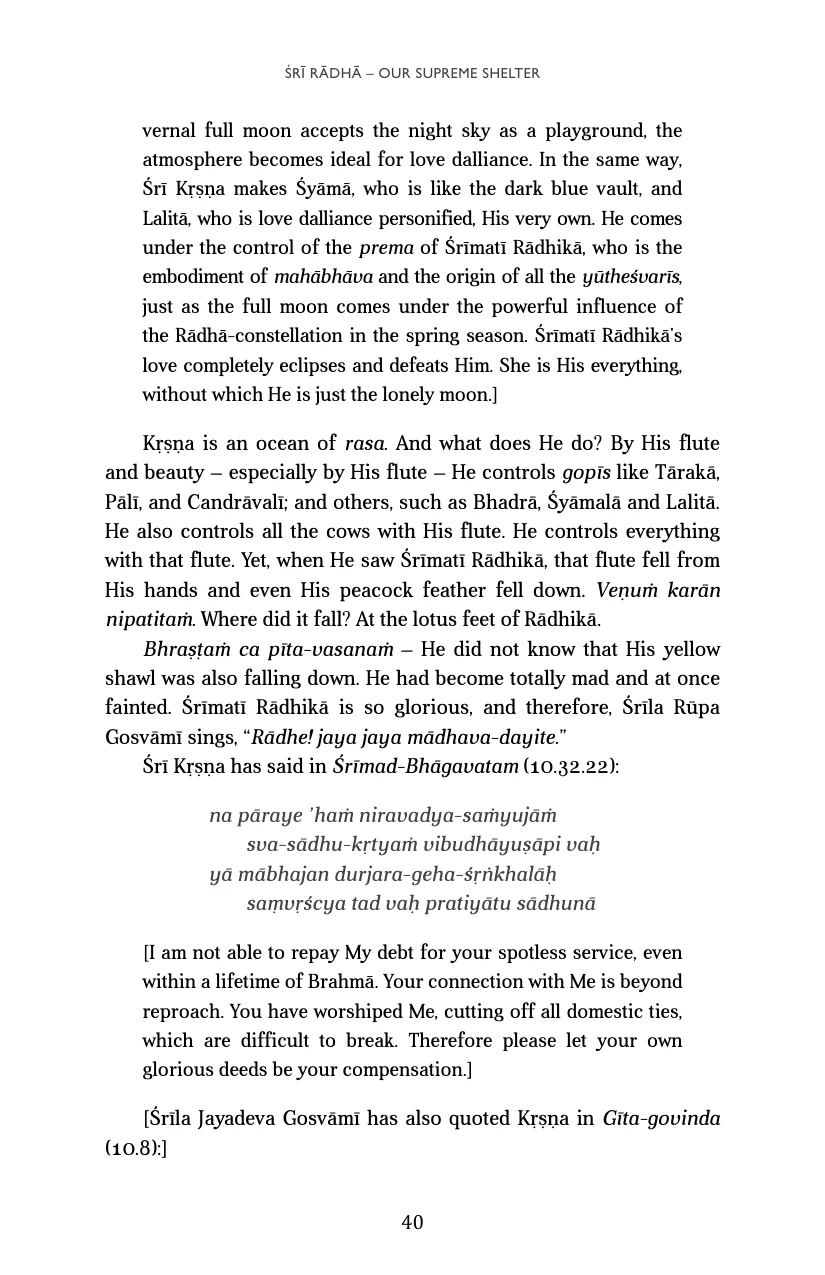 ŚRĪ RĀDHĀ – OUR SUPREME SHELTER
vernal full moon accepts the night sky as a playground, the
atmosphere becomes ideal for love dalliance. In the same way,
Śrī Kṛṣṇa makes Śyāmā, who is like the dark blue vault, and
Lalitā, who is love dalliance personified, His very own. He comes
under the control of the prema of Śrīmatī Rādhikā, who is the
embodiment of mahābhāva and the origin of all the yūtheśvarīs,
just as the full moon comes under the powerful influence of
the Rādhā-constellation in the spring season. Śrīmatī Rādhikā's
love completely eclipses and defeats Him. She is His everything,
without which He is just the lonely moon.]
Kṛṣṇa is an ocean of rasa. And what does He do? By His flute
and beauty – especially by His flute – He controls gopīs like Tārakā,
Pālī, and Candrāvalī; and others, such as Bhadrā, Śyāmalā and Lalitā.
He also controls all the cows with His flute. He controls everything
with that flute. Yet, when He saw Śrīmatī Rādhikā, that flute fell from
His hands and even His peacock feather fell down. Veṇuṁ karān
nipatitaṁ. Where did it fall? At the lotus feet of Rādhikā.
Bhraṣṭaṁ ca pīta-vasanaṁ – He did not know that His yellow
shawl was also falling down. He had become totally mad and at once
fainted. Śrīmatī Rādhikā is so glorious, and therefore, Śrīla Rūpa
Gosvāmī sings, “Rādhe! jaya jaya mādhava-dayite.”
Śrī Kṛṣṇa has said in Śrīmad-Bhāgavatam (10.32.22):
na pāraye ’haṁ niravadya-saṁyujāṁ
sva-sādhu-kṛtyaṁ vibudhāyuṣāpi vaḥ
yā mābhajan durjara-geha-śṛṅkhalāḥ
saṃvṛścya tad vaḥ pratiyātu sādhunā
[I am not able to repay My debt for your spotless service, even
within a lifetime of Brahmā. Your connection with Me is beyond
reproach. You have worshiped Me, cutting off all domestic ties,
which are difficult to break. Therefore please let your own
glorious deeds be your compensation.]
[Śrīla Jayadeva Gosvāmī has also quoted Kṛṣṇa in Gīta-govinda
(10.8):]
40